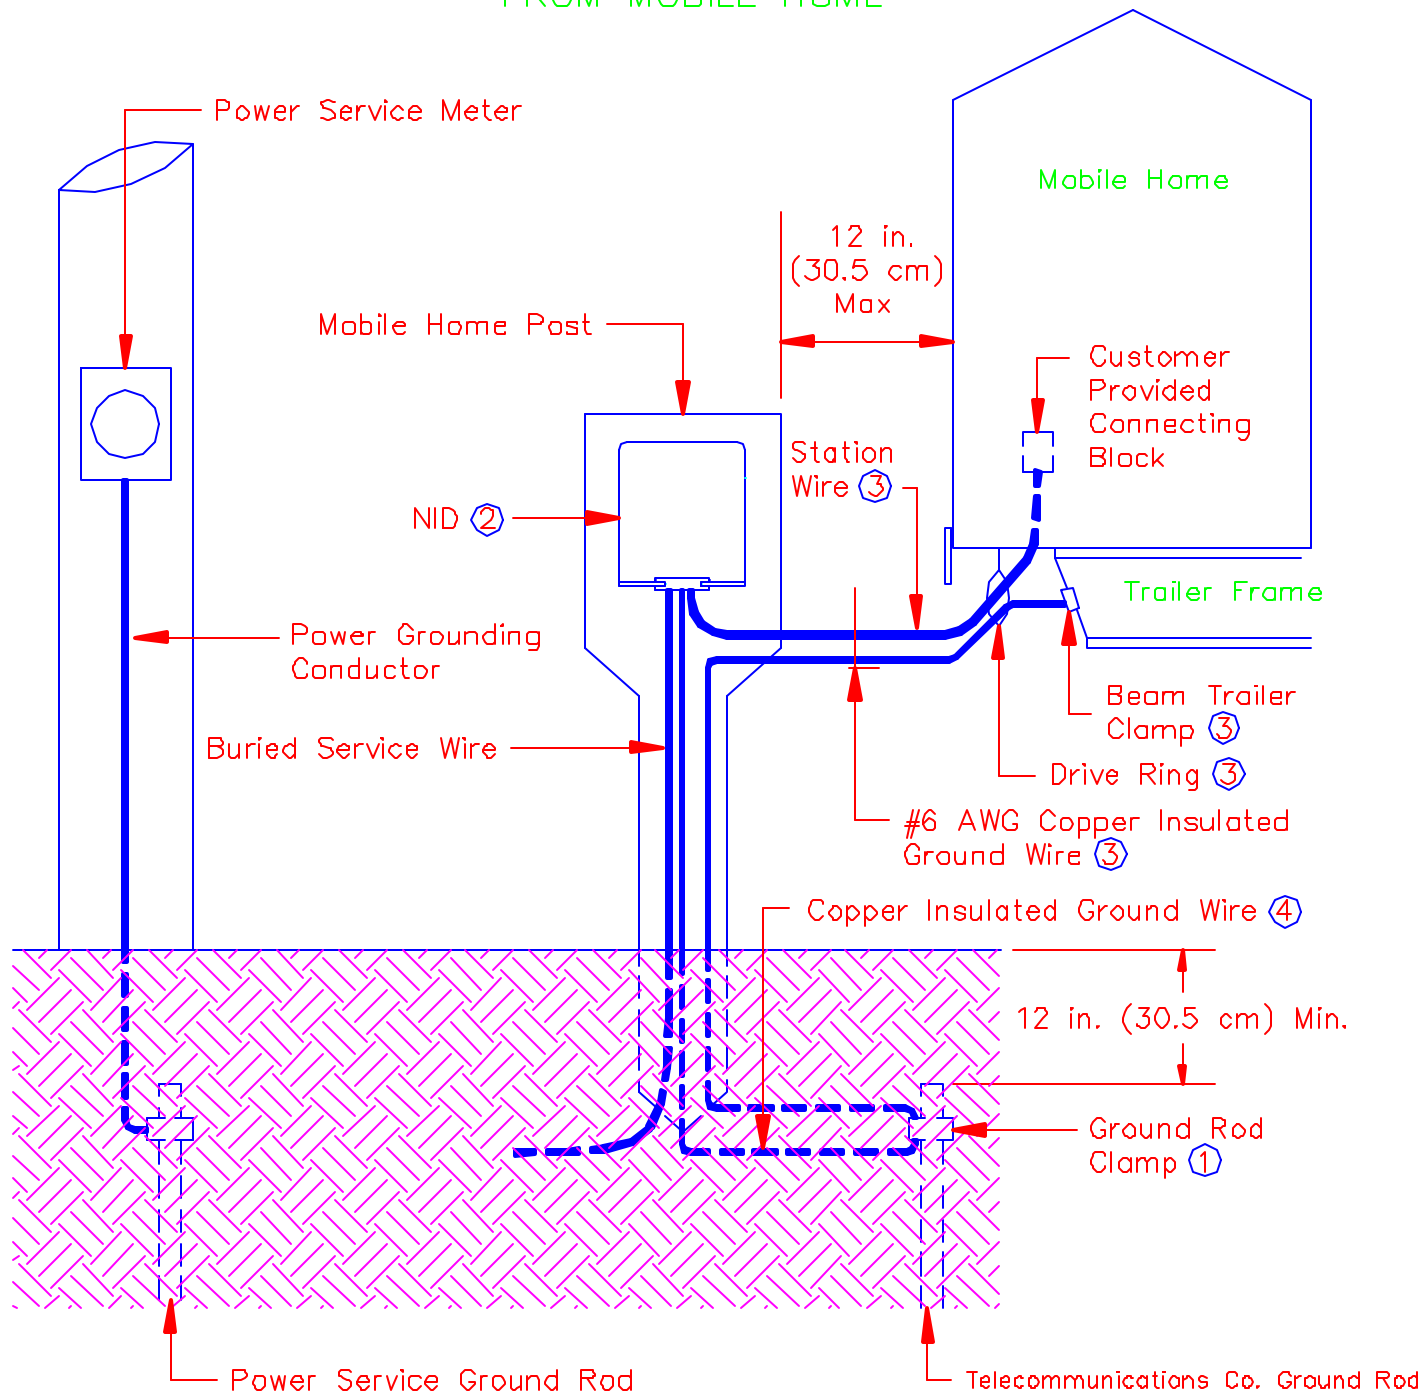 FROM MOBILE HOME
Power Service Meter
Mobile Home
12 in.
(30.5 cm)
Max
Mobile Home Post
Customer
Provided
Connecting
Block
Station
Wire 3
NID 2
Trailer Frame
Power Grounding
Conductor
Beam Trailer
Clamp 3
Buried Service Wire
Drive Ring 3
#6 AWG Copper Insulated
Ground Wire 3
Copper Insulated Ground Wire 4
12 in. (30.5 cm) Min.
Ground Rod
Clamp 1
Power Service Ground Rod
Telecommunications Co. Ground Rod